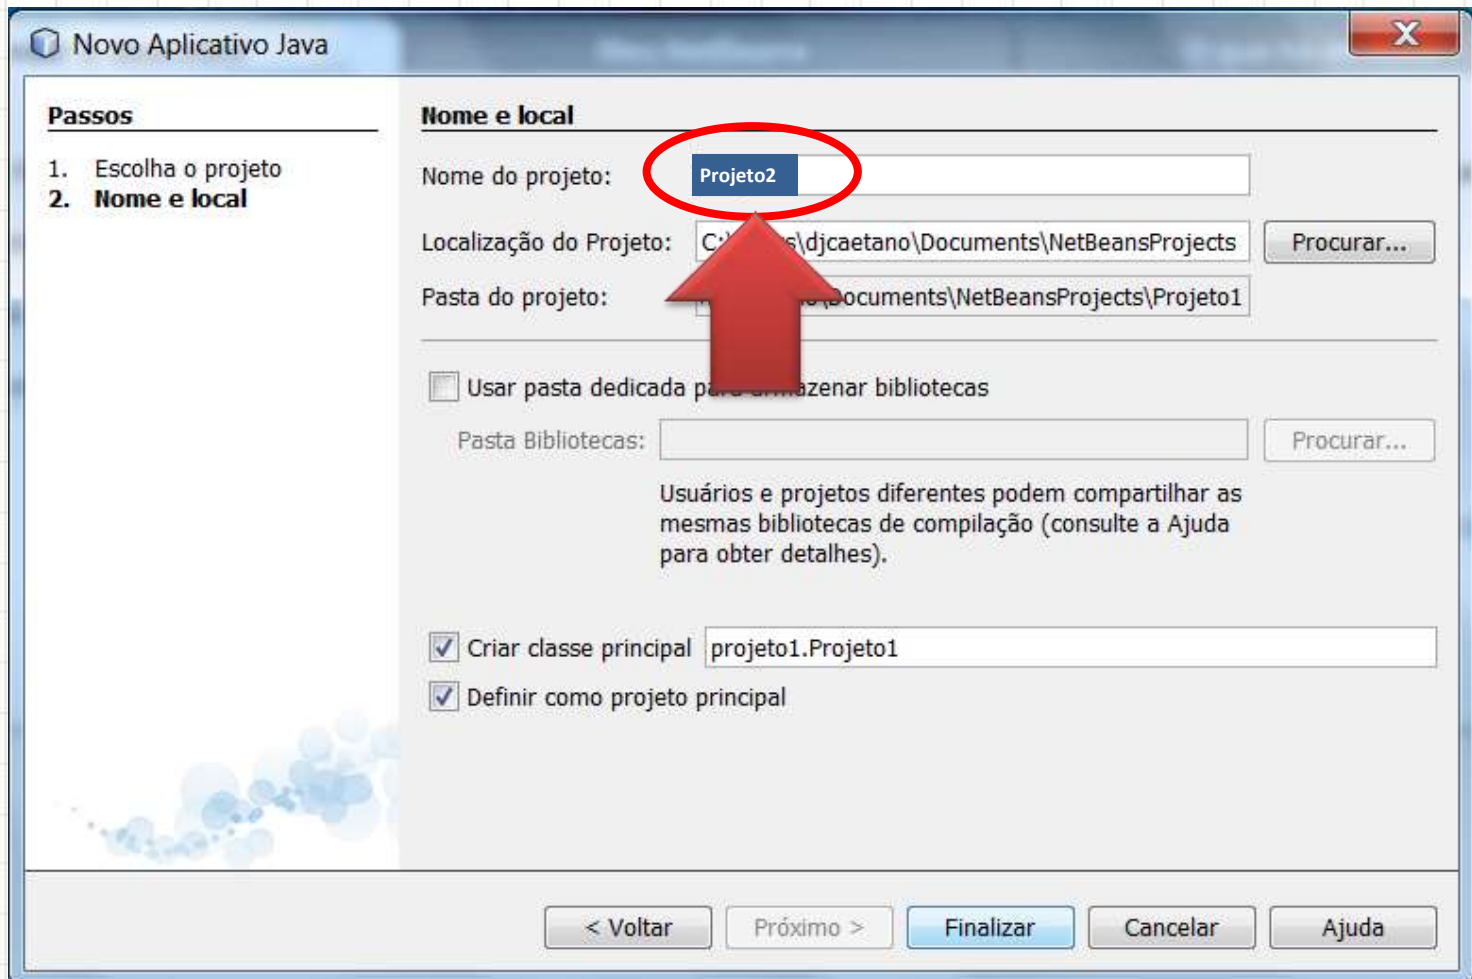 Novo Aplicativo Java
Passos
1. Escolha o projeto
2. Nome e local
Nome e local
Nome do projeto: Projeto2
Localização do Projeto: \djcaetano\Documents\NetBeansProjects Procurar...
Pasta do projeto: \Documents\NetBeansProjects\Projeto1
Usar pasta dedicada para armazenar bibliotecas
Pasta Bibliotecas: Procurar...
Usuários e projetos diferentes podem compartilhar as
mesmas bibliotecas de compilação (consulte a Ajuda
para obter detalhes).
Criar classe principal projeto1.Projeto1
Definir como projeto principal
< Voltar Próximo > Finalizar Cancelar Ajuda